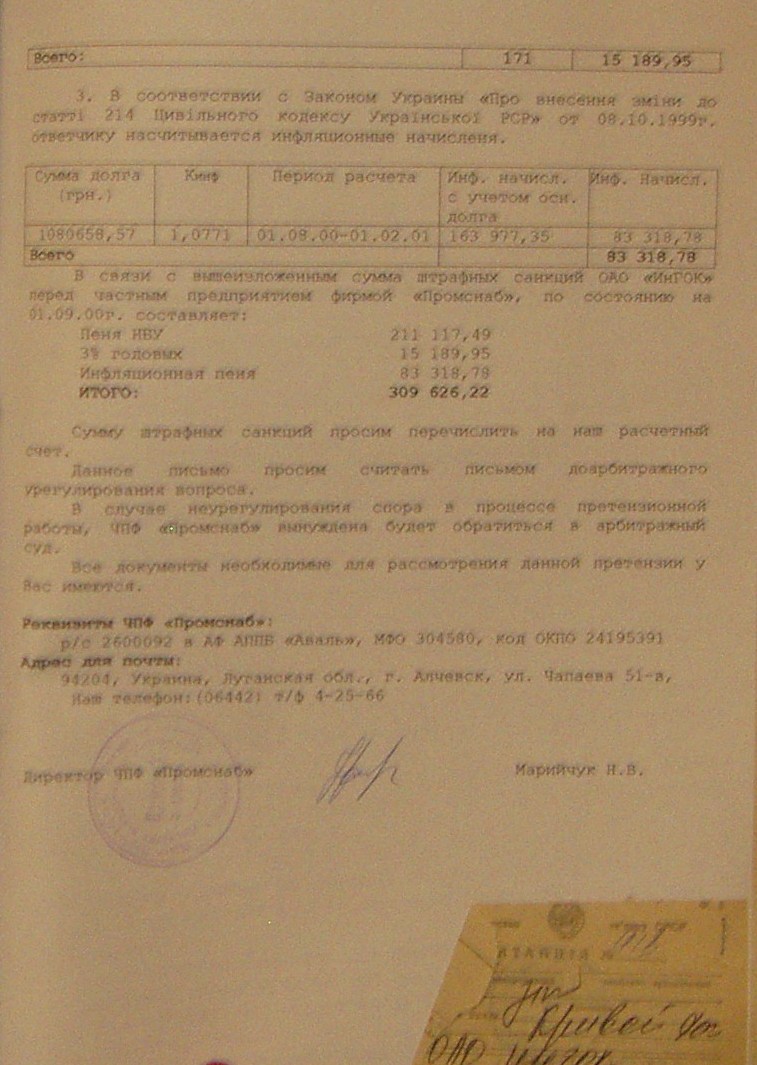 Всего: 171 15 189,95
3. В соответствии с Законом Украины «Про внесення зміни до
статті 214 Цивільного кодексу Української РСР» от 08.10.1999г.
ответчику насчитывается инфляционные начисленя.
Сумма долга Кинф Период расчета Инф. начисл. Инф. Начисл.
(грн.) с учетом осн.
долга
1080658,57 1,0771 01.08.00-01.02.01 163 977,35 83 318,78
Всего 83 318,78
В связи с вышеизложенным сумма штрафных санкций ОАО «ИнГОК»
перед частным предприятием фирмой «Промснаб», по состоянию на
01.09.00г. составляет:
Пеня НБУ 211 117,49
3% годовых 15 189,95
Инфляционная пеня 83 318,78
ИТОГО: 309 626,22
Сумму штрафных санкций просим перечислить на наш расчетный
счет.
Данное письмо просим считать письмом доарбитражного
урегулирования вопроса.
В случае неурегулирования спора в процессе претензионной
работы, ЧПФ «Промснаб» вынуждена будет обратиться в арбитражный
суд.
Все документы необходимые для рассмотрения данной претензии у
Вас имеются.
Реквизиты ЧПФ «Промснаб»:
р/с 2600092 в АФ АППБ «Аваль», МФО 304580, код ОКПО 24195391
Адрес для почты:
94204, Украина, Луганская обл., г. Алчевск, ул. Чапаева 51-а,
Наш телефон:(06442) т/ф 4-25-66
Директор ЧПФ «Промснаб» Марийчук Н.В.
ИТАНЦІЯ №
Кривой Рог
ОАО Ингок